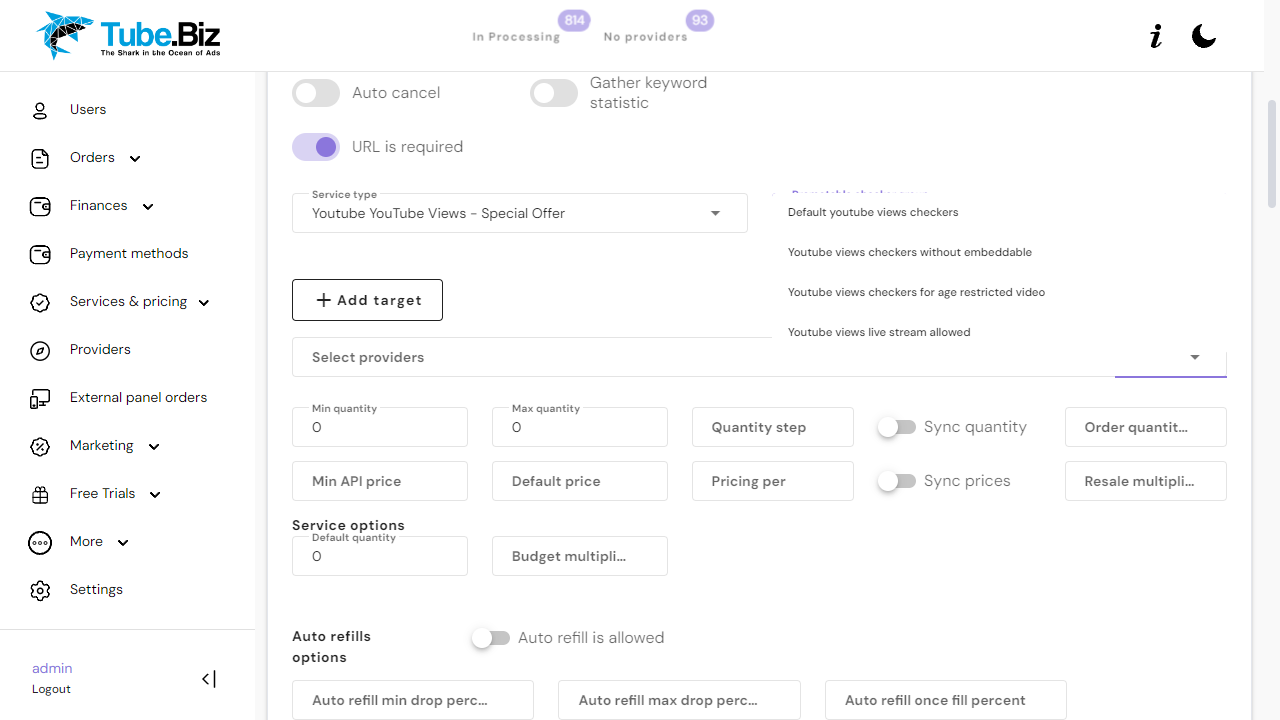 Tube.Biz
The Shark in the Ocean of Ads
In Processing 814
No providers 93
Users
Orders
Finances
Payment methods
Services & pricing
Providers
External panel orders
Marketing
Free Trials
More
Settings
admin
Logout
Auto cancel
Gather keyword
statistic
URL is required
Service type
Youtube YouTube Views - Special Offer
Default youtube views checkers
Youtube views checkers without embeddable
Youtube views checkers for age restricted video
Youtube views live stream allowed
Add target
Select providers
Min quantity
0
Max quantity
0
Quantity step
Sync quantity
Order quantit...
Min API price
Default price
Pricing per
Sync prices
Resale multipli...
Service options
Default quantity
0
Budget multipli...
Auto refills
options
Auto refill is allowed
Auto refill min drop perc...
Auto refill max drop perc...
Auto refill once fill percent